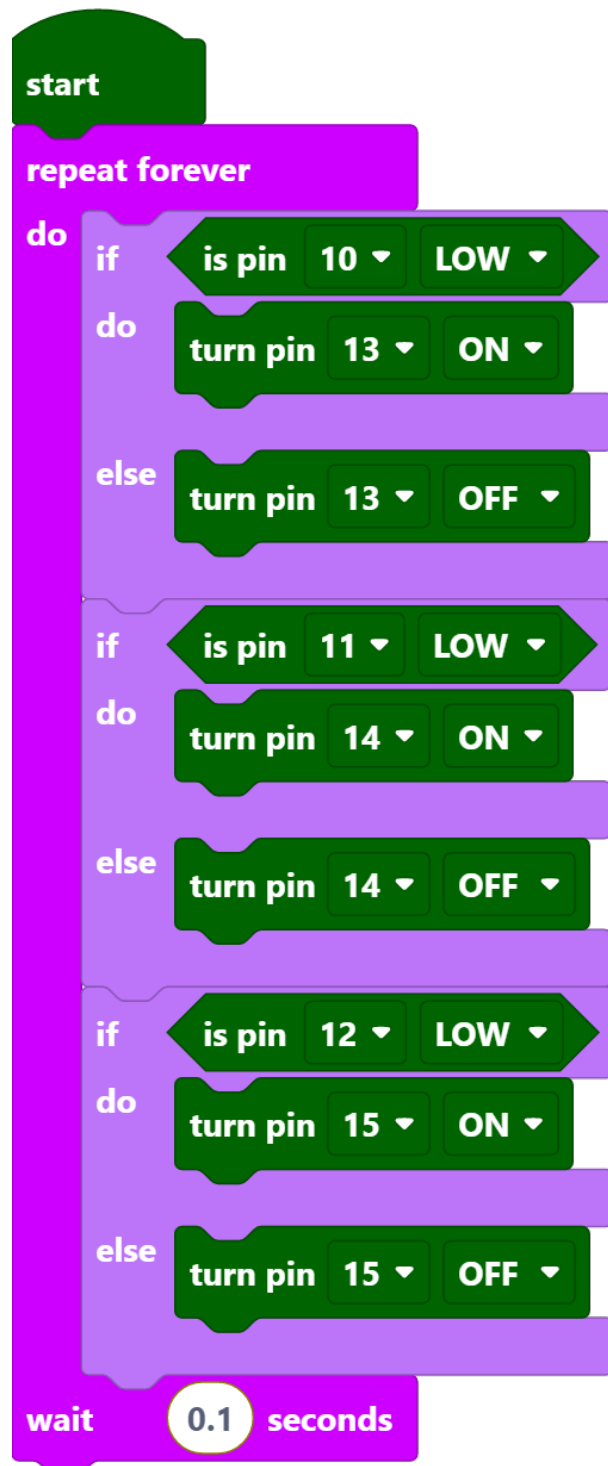 start
repeat forever
do if is pin 10 LOW
do turn pin 13 ON
else turn pin 13 OFF
if is pin 11 LOW
do turn pin 14 ON
else turn pin 14 OFF
if is pin 12 LOW
do turn pin 15 ON
else turn pin 15 OFF
wait 0.1 seconds